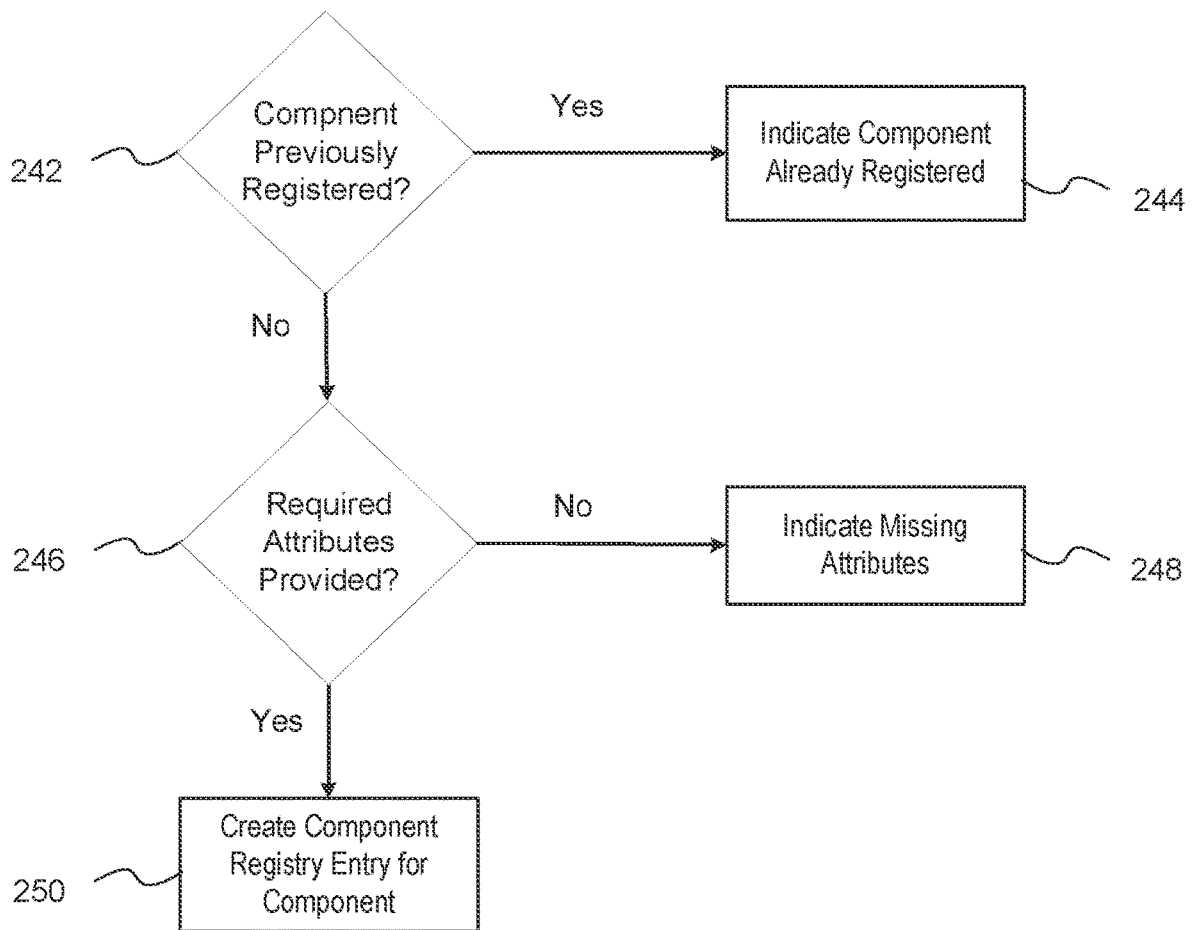 Compnent
Previously
Registered?
242
Yes
Indicate Component
Already Registered
244
No
Required
Attributes
Provided?
246
No
Indicate Missing
Attributes
248
Yes
Create Component
Registry Entry for
Component
250